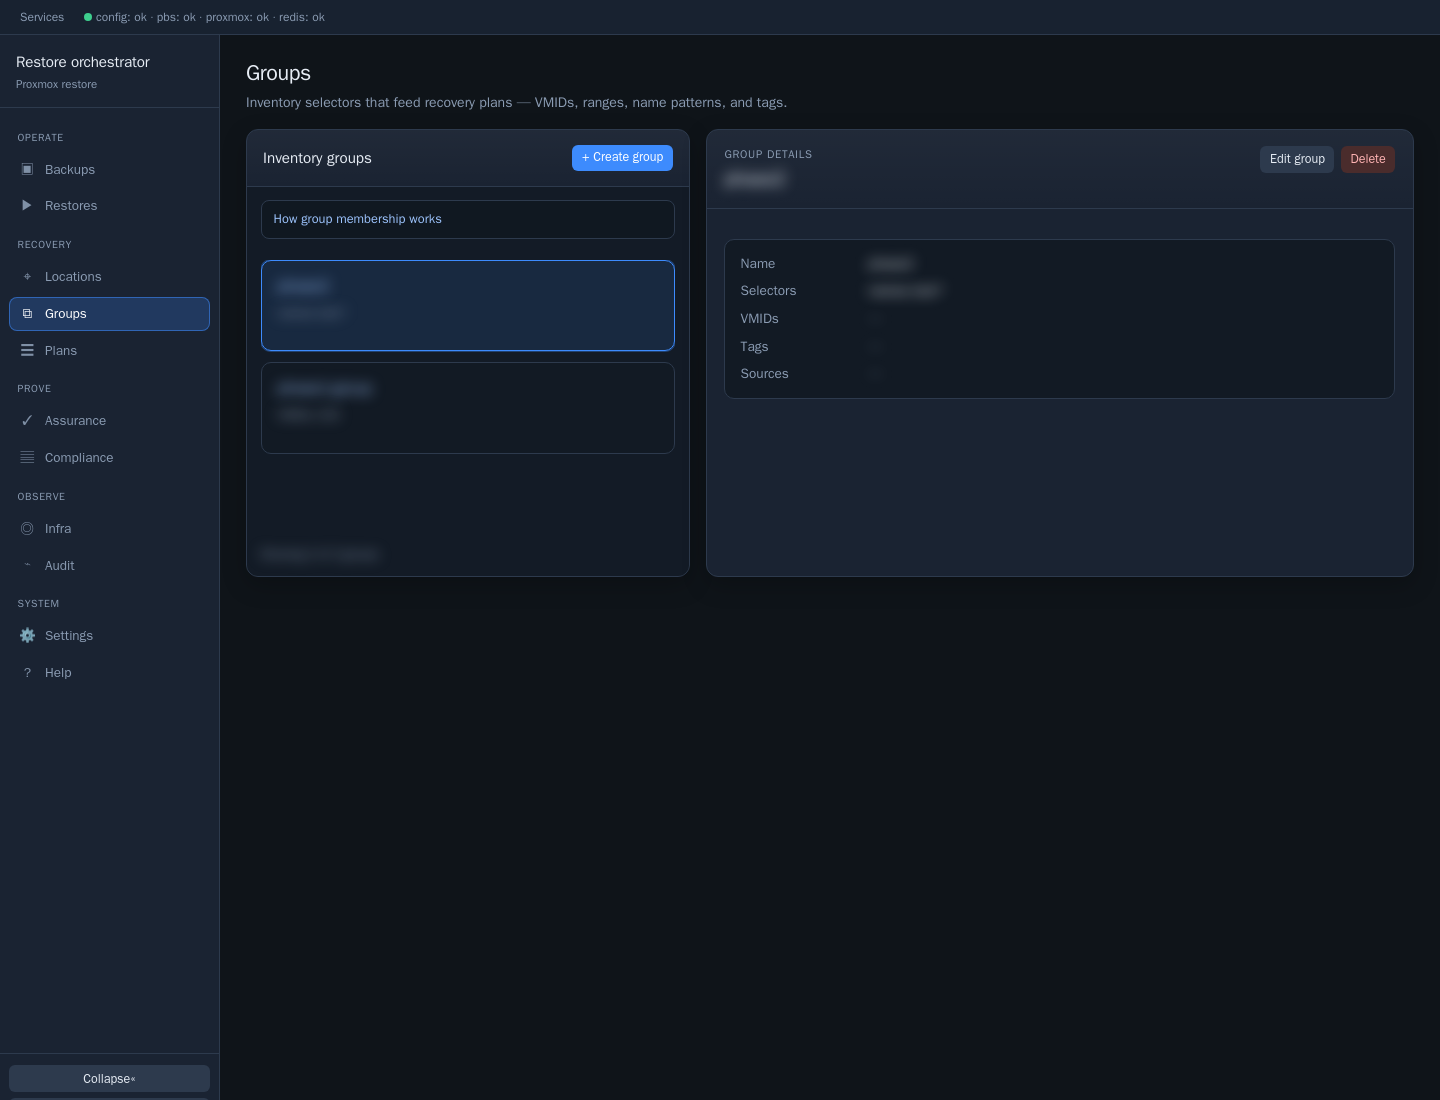 Services
config: ok · pbs: ok · proxmox: ok · redis: ok
Restore orchestrator
Proxmox restore
OPERATE
Backups
Restores
RECOVERY
Locations
Groups
Plans
PROVE
Assurance
Compliance
OBSERVE
Infra
Audit
SYSTEM
Settings
? Help
Collapse«
Groups
Inventory selectors that feed recovery plans — VMIDs, ranges, name patterns, and tags.
Inventory groups
+ Create group
How group membership works
GROUP DETAILS
Edit group
Delete
Name
Selectors
VMIDs
Tags
Sources